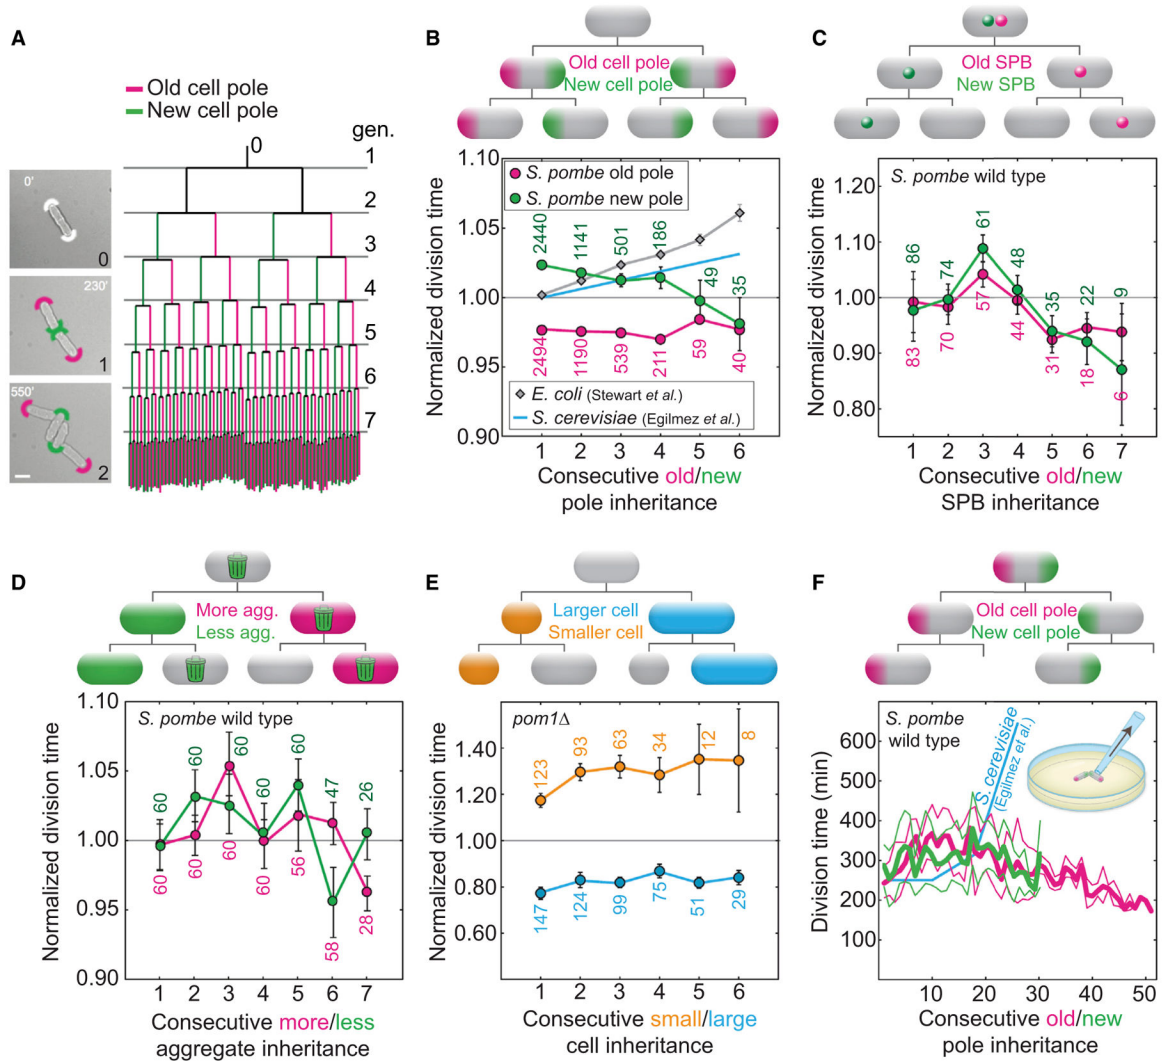 A
Old cell pole
New cell pole
gen.
0
1
2
3
4
5
6
7
0'
0
230'
1
550'
2
B
Old cell pole
New cell pole
S. pombe old pole
S. pombe new pole
2440
1141
501
186
49
35
2494
1190
539
211
59
40
E. coli (Stewart et al.)
S. cerevisiae (Egilmez et al.)
Normalized division time
1.10
1.05
1.00
0.95
0.90
1 2 3 4 5 6
Consecutive old/new
pole inheritance
C
Old SPB
New SPB
S. pombe wild type
86
74
61
48
35
22
9
83
70
57
44
31
18
6
Normalized division time
1.20
1.10
1.00
0.90
0.80
1 2 3 4 5 6 7
Consecutive old/new
SPB inheritance
D
More agg.
Less agg.
S. pombe wild type
60
60
60
60
60
47
26
60
60
60
60
56
58
28
Normalized division time
1.10
1.05
1.00
0.95
0.90
1 2 3 4 5 6 7
Consecutive more/less
aggregate inheritance
E
Larger cell
Smaller cell
pom1Δ
123
93
63
34
12
8
147
124
99
75
51
29
Normalized division time
1.40
1.20
1.00
0.80
0.60
1 2 3 4 5 6
Consecutive small/large
cell inheritance
F
Old cell pole
New cell pole
S. pombe
wild type
S. cerevisiae
(Egilmez et al.)
Division time (min)
600
500
400
300
200
100
10 20 30 40 50
Consecutive old/new
pole inheritance